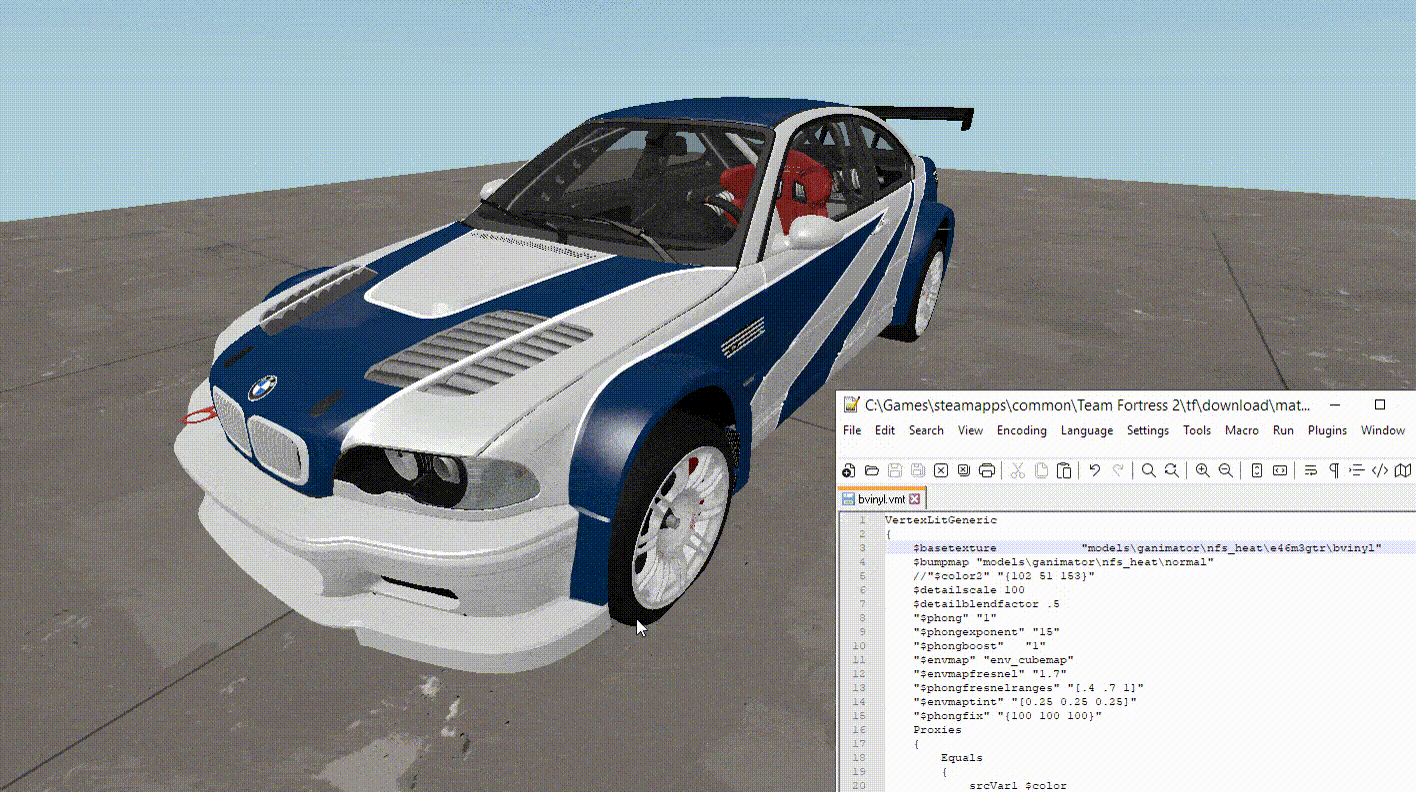 C:\Games\steamapps\common\Team Fortress 2\tf\download\mat...
File Edit Search View Encoding Language Settings Tools Macro Run Plugins Window
bvinyl.vmt
1 VertexLitGeneric
2 {
3 $basetexture "models\ganimator\nfs_heat\e46m3gtr\bvinyl"
4 $bumpmap "models\ganimator\nfs_heat\normal"
5 //"$color2" "{102 51 153}"
6 $detailscale 100
7 $detailblendfactor .5
8 "$phong" "1"
9 "$phongexponent" "15"
10 "$phongboost" "1"
11 "$envmap" "env_cubemap"
12 "$envmapfresnel" "1.7"
13 "$phongfresnelranges" "[.4 .7 1]"
14 "$envmaptint" "[0.25 0.25 0.25]"
15 "$phongfix" "{100 100 100}"
16 Proxies
17 {
18 Equals
19 {
20 srcVar1 $color